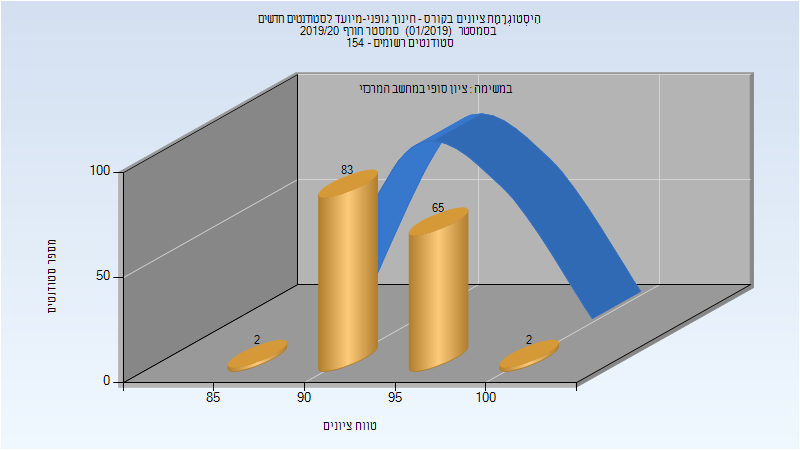 היסטוגרמת ציונים בקורס - חינוך גופני-מיועד לסטודנטים חדשים
בסמסטר (01/2019) סמסטר חורף 2019/20
סטודנטים רשומים - 154
במשימה : ציון סופי במחשב המרכזי
100
50
0
מספר סטודנטים
2
83
65
2
85
90
95
100
טווח ציונים